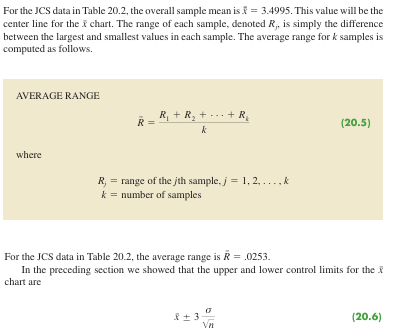 For the JCS data in Table 20.2, the overall sample mean is x̿ = 3.4995. This value will be the
center line for the x̄ chart. The range of each sample, denoted Rⱼ, is simply the difference
between the largest and smallest values in each sample. The average range for k samples is
computed as follows.
AVERAGE RANGE
R̄ = (R₁ + R₂ + · · · + Rₖ) / k (20.5)
where
Rⱼ = range of the jth sample, j = 1, 2, . . . , k
k = number of samples
For the JCS data in Table 20.2, the average range is R̄ = .0253.
In the preceding section we showed that the upper and lower control limits for the x̄
chart are
x̄ ± 3 σ/√n (20.6)